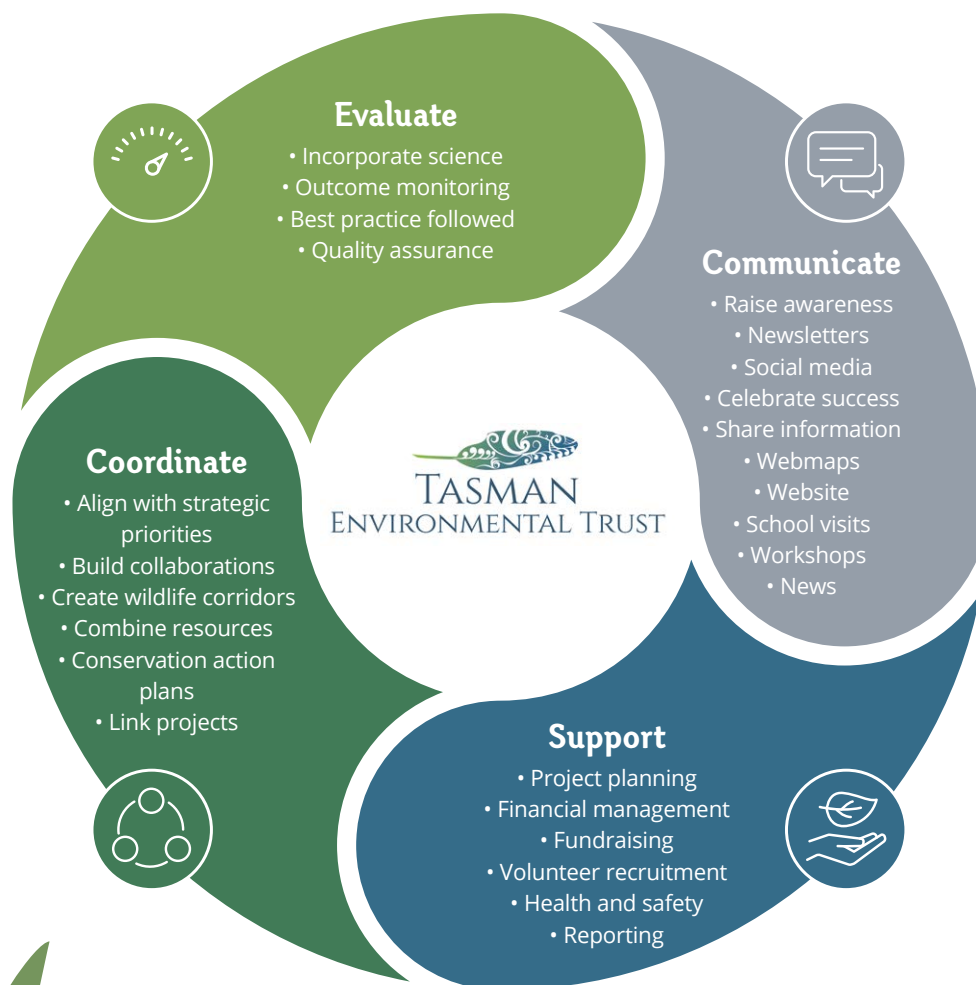 Evaluate
• Incorporate science
• Outcome monitoring
• Best practice followed
• Quality assurance
Communicate
• Raise awareness
• Newsletters
• Social media
• Celebrate success
• Share information
• Webmaps
• Website
• School visits
• Workshops
• News
Coordinate
• Align with strategic
priorities
• Build collaborations
• Create wildlife corridors
• Combine resources
• Conservation action
plans
• Link projects
TASMAN
ENVIRONMENTAL TRUST
Support
• Project planning
• Financial management
• Fundraising
• Volunteer recruitment
• Health and safety
• Reporting